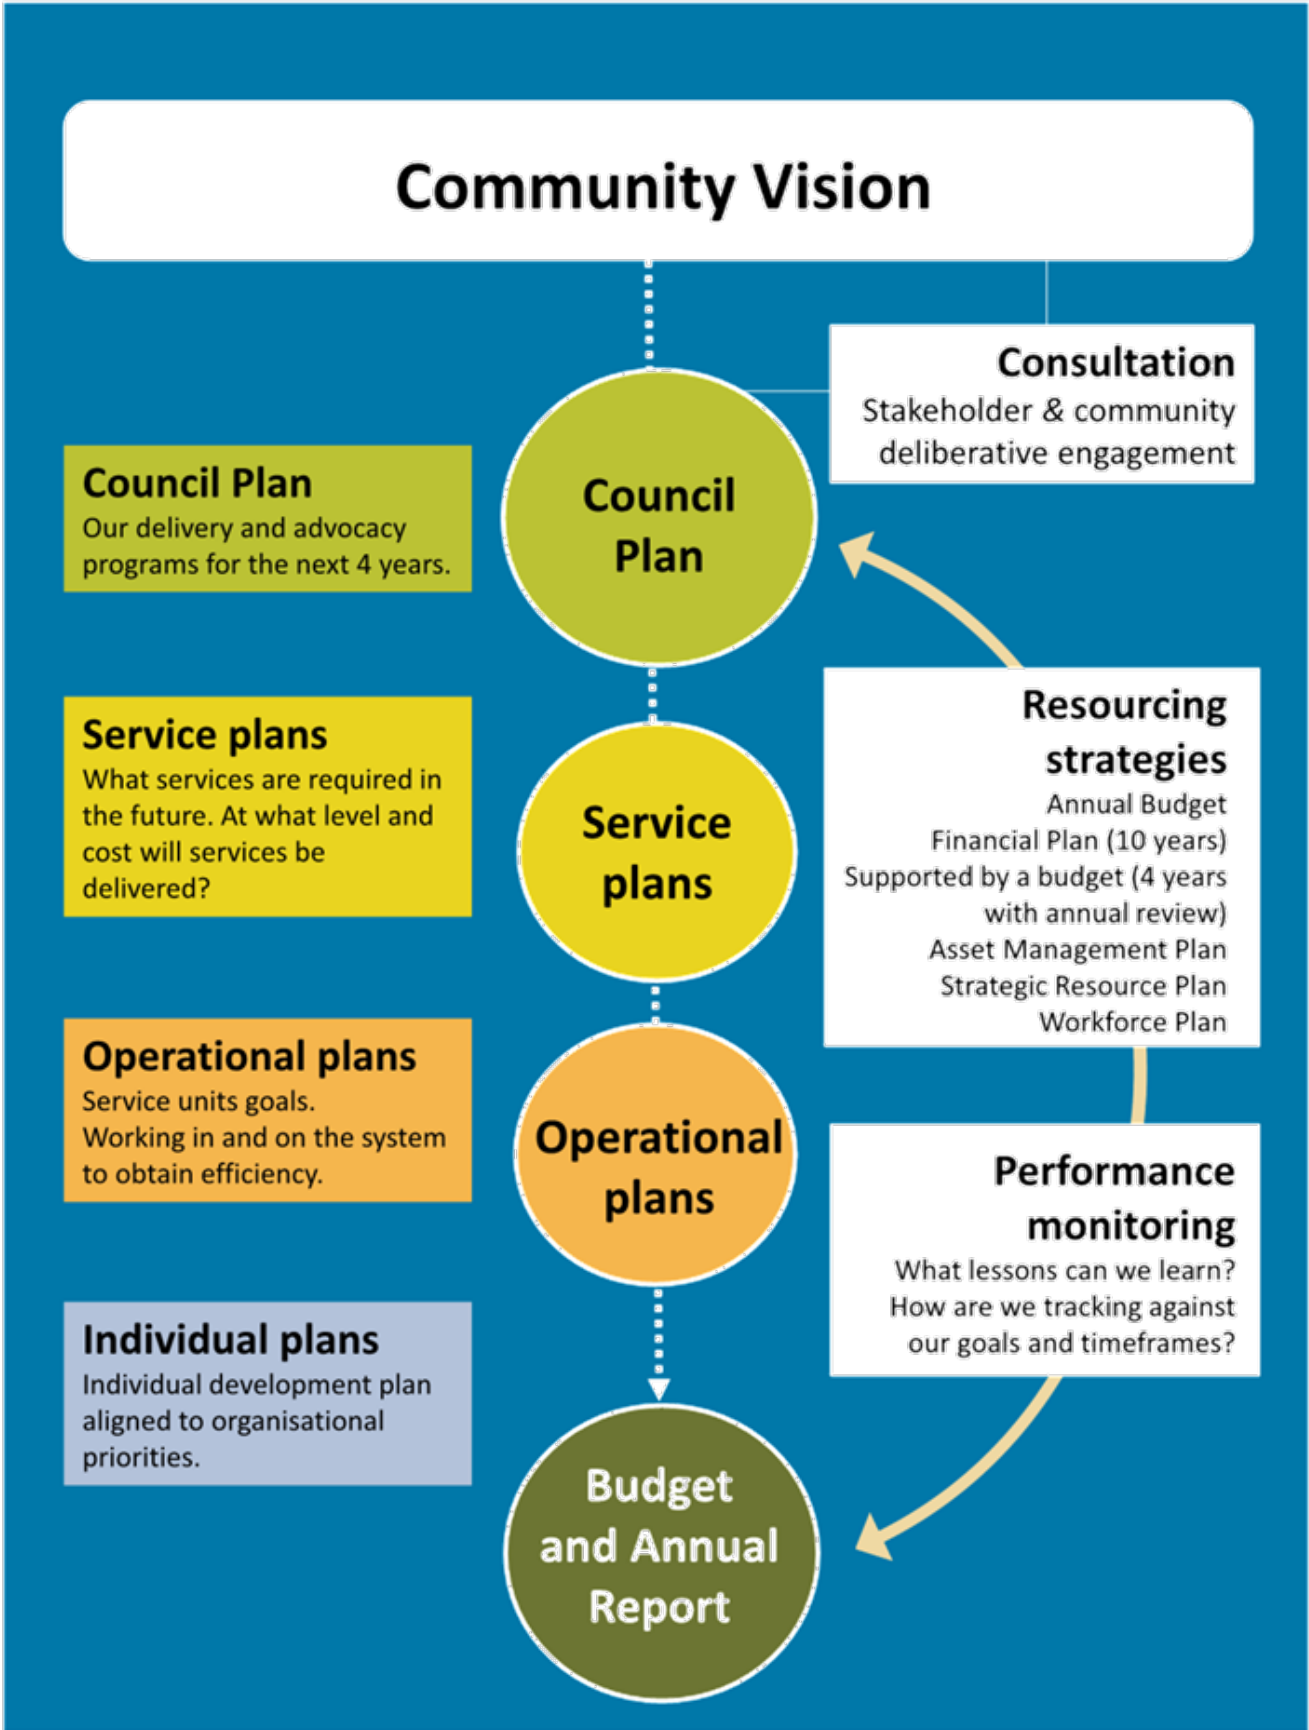 Community Vision
Consultation
Stakeholder & community
deliberative engagement
Council Plan
Our delivery and advocacy
programs for the next 4 years.
Council
Plan
Service plans
What services are required in
the future. At what level and
cost will services be
delivered?
Service
plans
Resourcing
strategies
Annual Budget
Financial Plan (10 years)
Supported by a budget (4 years
with annual review)
Asset Management Plan
Strategic Resource Plan
Workforce Plan
Operational plans
Service units goals.
Working in and on the system
to obtain efficiency.
Operational
plans
Performance
monitoring
What lessons can we learn?
How are we tracking against
our goals and timeframes?
Individual plans
Individual development plan
aligned to organisational
priorities.
Budget
and Annual
Report